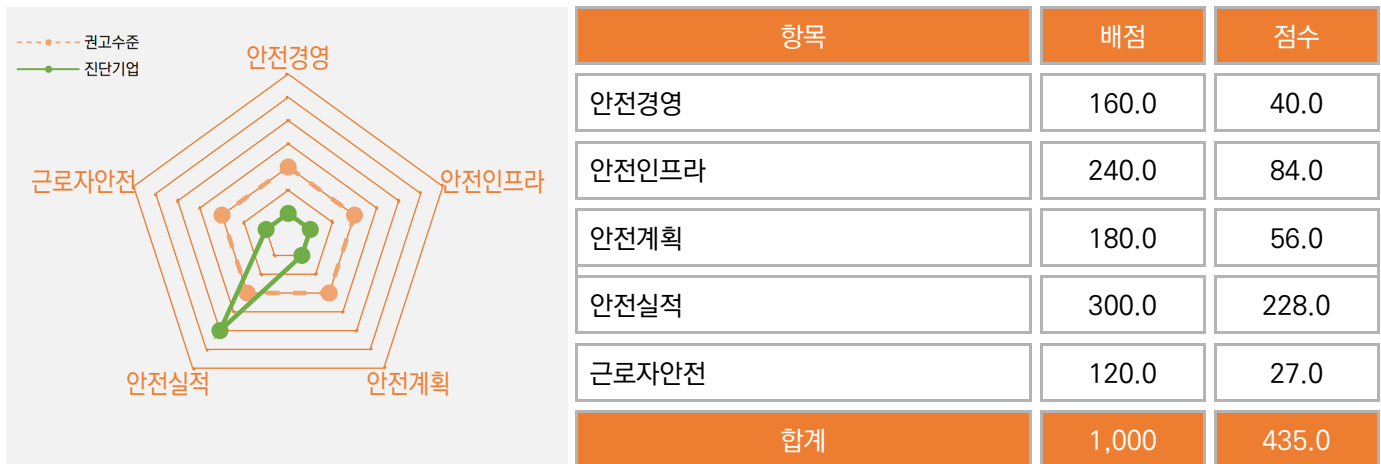 권고수준
진단기업
안전경영
근로자안전
안전인프라
안전실적
안전계획
항목 배점 점수
안전경영 160.0 40.0
안전인프라 240.0 84.0
안전계획 180.0 56.0
안전실적 300.0 228.0
근로자안전 120.0 27.0
합계 1,000 435.0